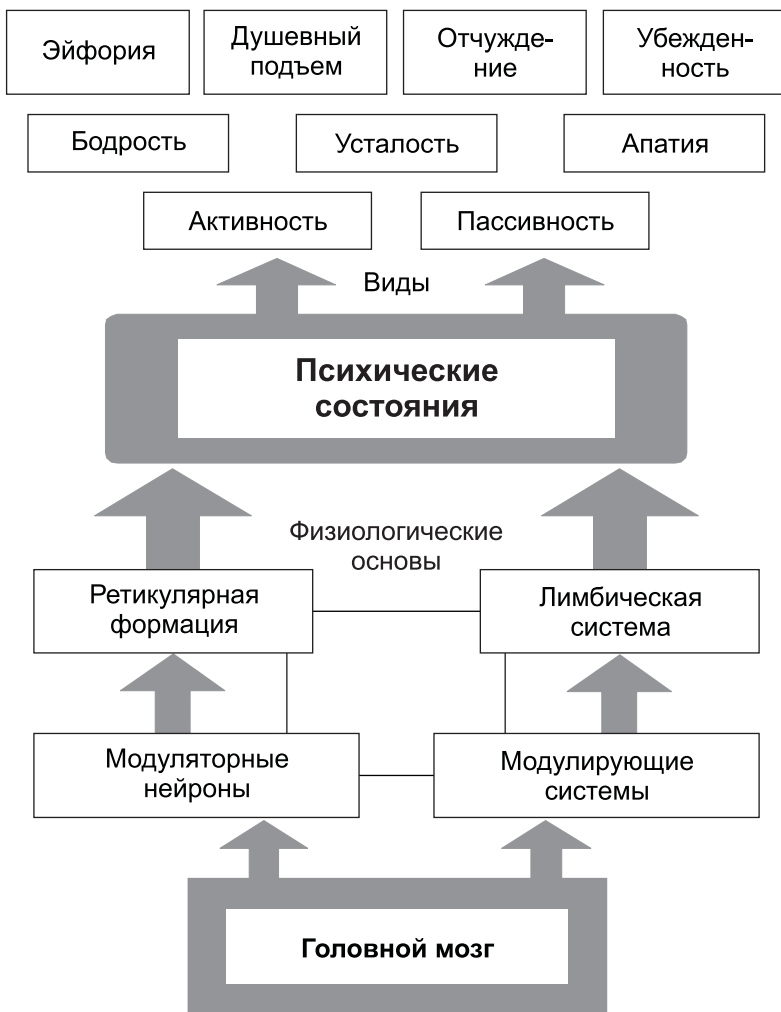 Эйфория
Душевный
подъем
Отчужде-
ние
Убежден-
ность
Бодрость
Усталость
Апатия
Активность
Пассивность
Виды
Психические
состояния
Физиологические
основы
Ретикулярная
формация
Лимбическая
система
Модуляторные
нейроны
Модулирующие
системы
Головной мозг